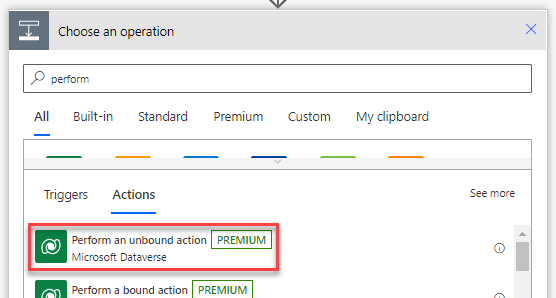 Choose an operation
perform
All Built-in Standard Premium Custom My clipboard
Triggers Actions See more
Perform an unbound action PREMIUM
Microsoft Dataverse
Perform a bound action PREMIUM